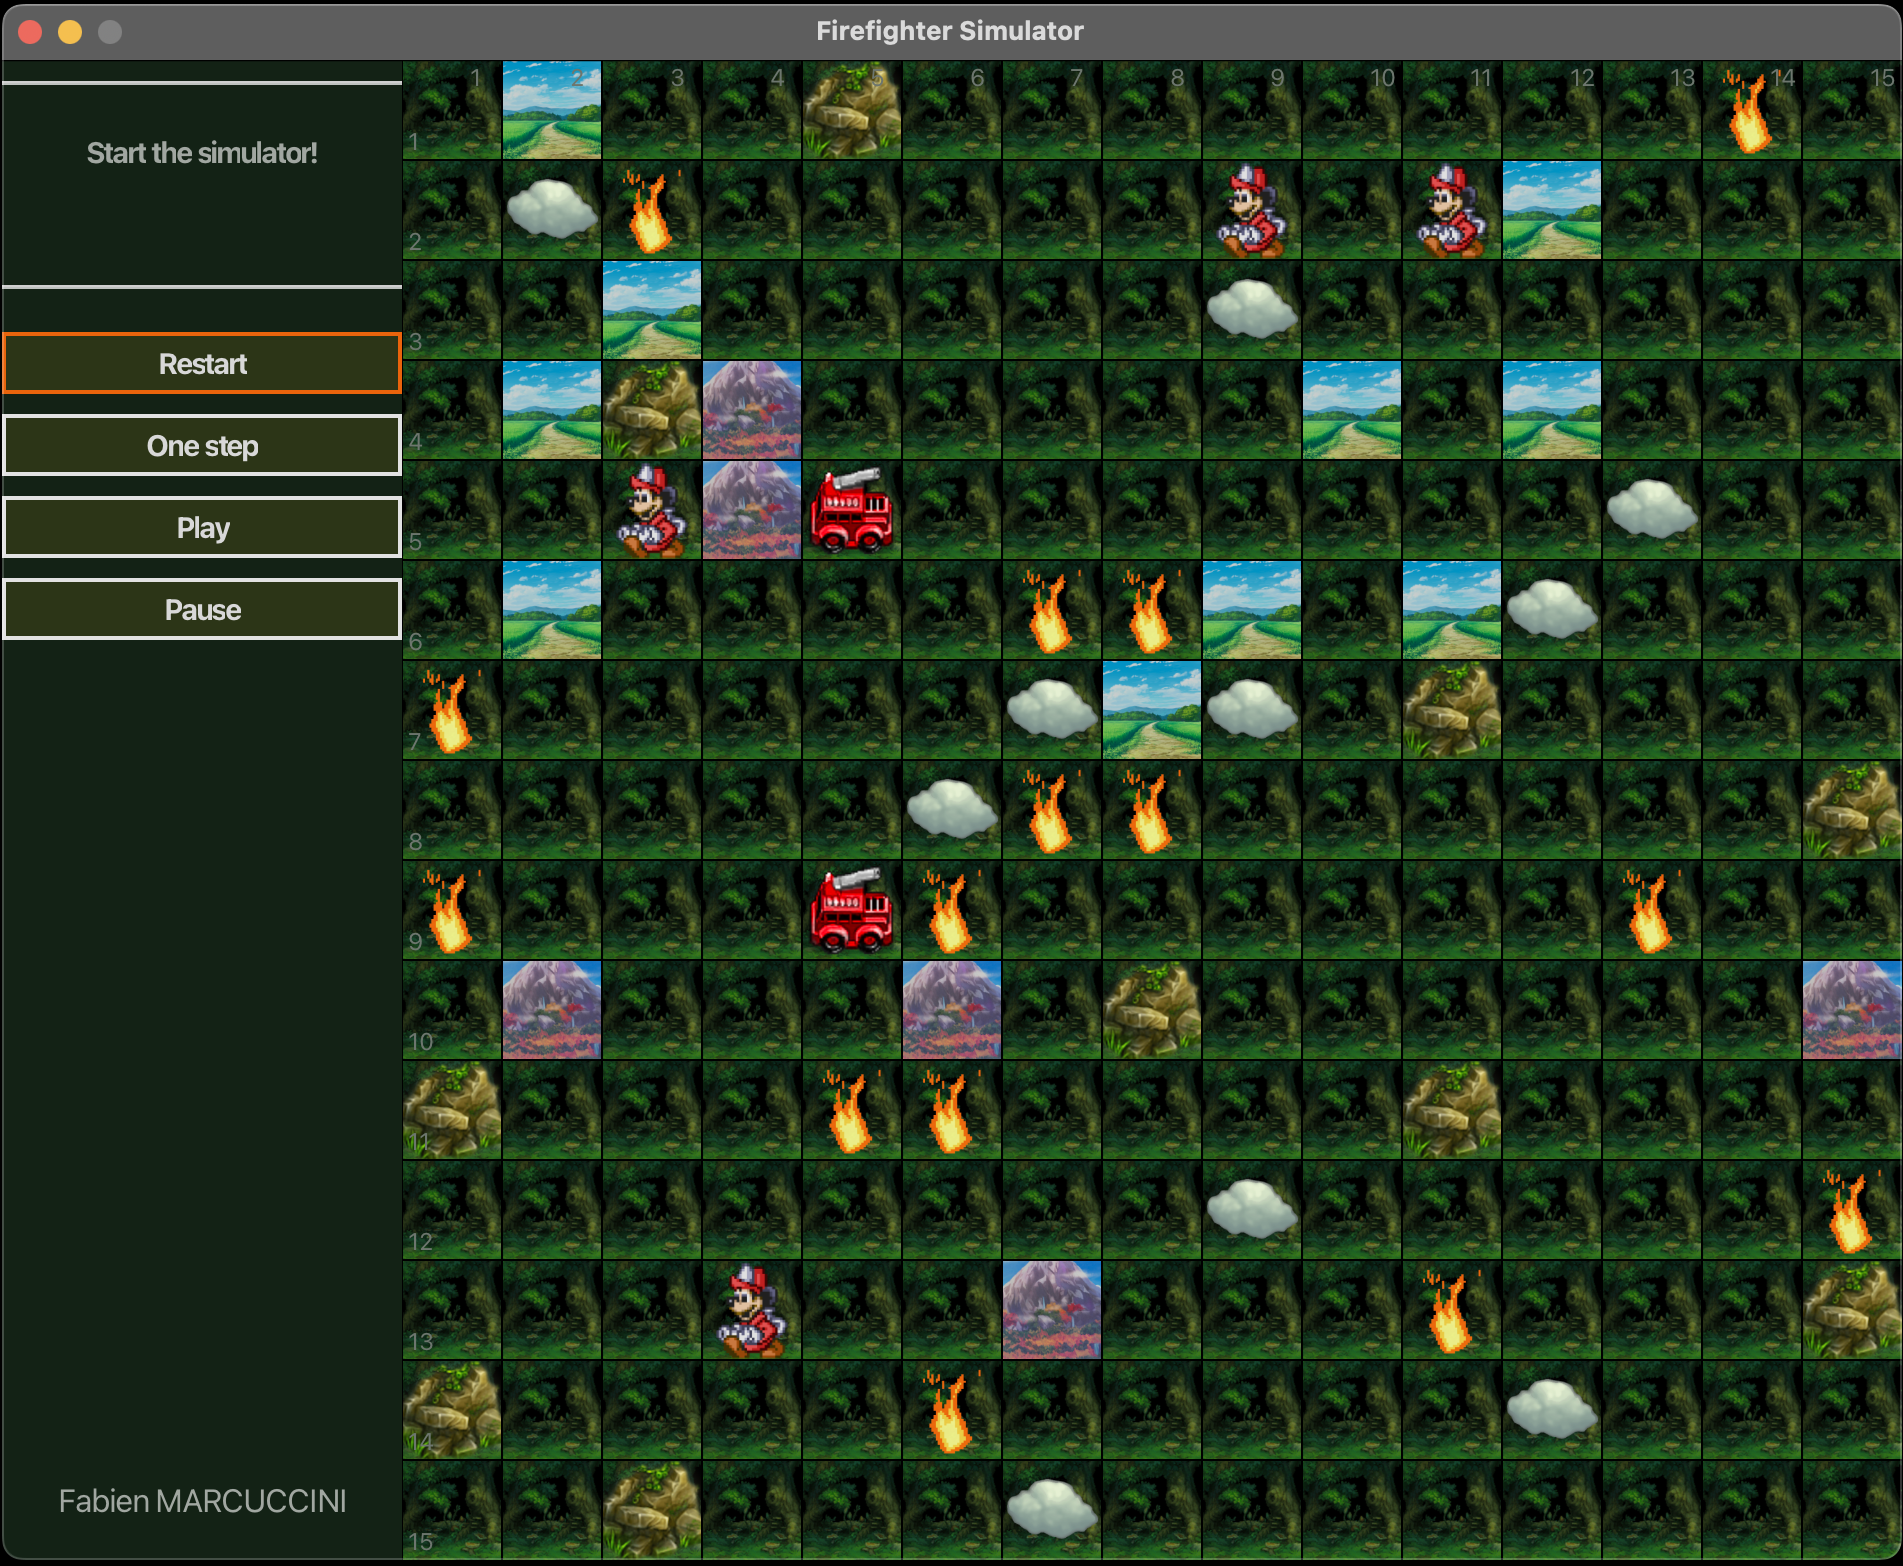 Firefighter Simulator
Start the simulator!
Restart
One step
Play
Pause
Fabien MARCUCCINI
1 2 3 4 5 6 7 8 9 10 11 12 13 14 15
1
2
3
4
5
6
7
8
9
10
11
12
13
14
15